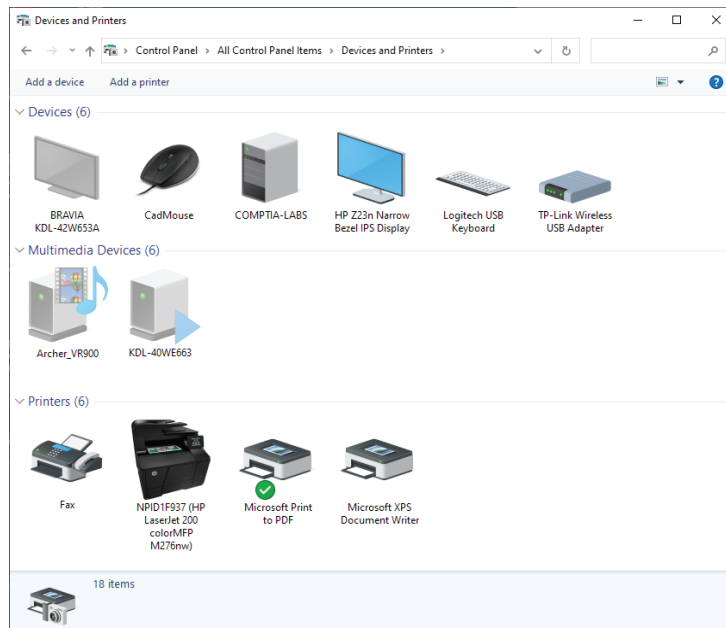 Devices and Printers
Control Panel > All Control Panel Items > Devices and Printers >
Add a device Add a printer
Devices (6)
BRAVIA KDL-42W653A
CadMouse
COMPTIA-LABS
HP Z23n Narrow Bezel IPS Display
Logitech USB Keyboard
TP-Link Wireless USB Adapter
Multimedia Devices (6)
Archer_VR900
KDL-40WE663
Printers (6)
Fax
NPID1F937 (HP LaserJet 200 colorMFP M276nw)
Microsoft Print to PDF
Microsoft XPS Document Writer
18 items